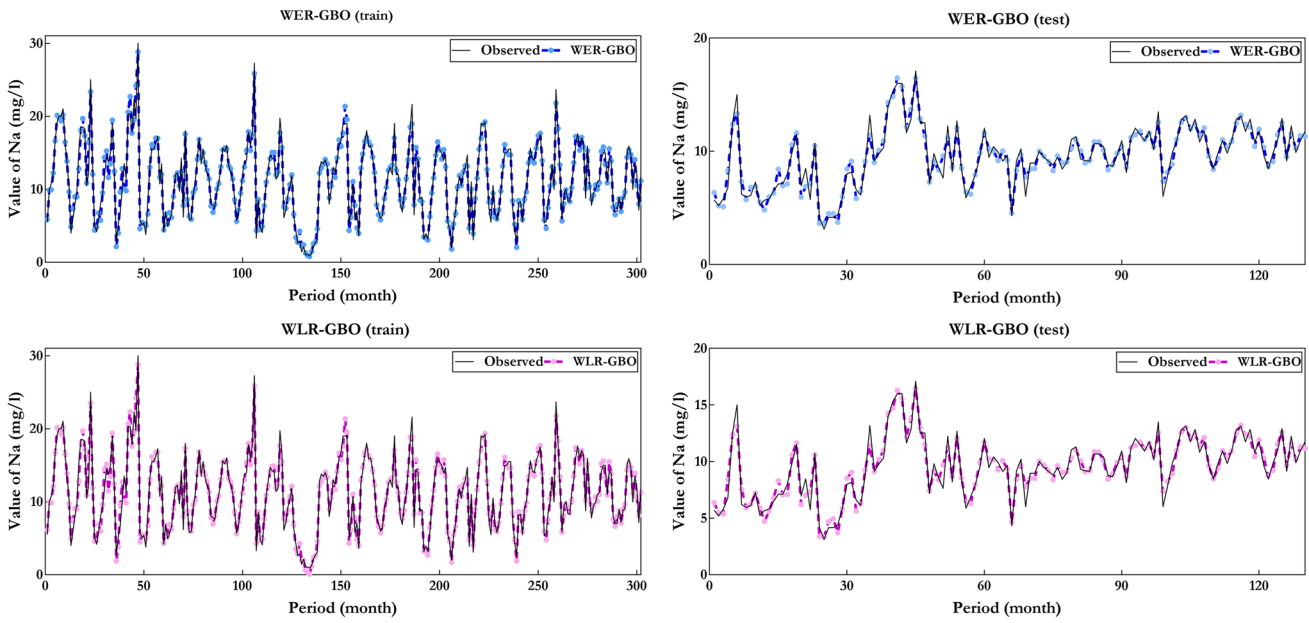 WER-GBO (train)
Observed WER-GBO
Value of Na (mg/l)
30
20
10
0
0 50 100 150 200 250 300
Period (month)
WER-GBO (test)
Observed WER-GBO
Value of Na (mg/l)
20
15
10
5
0
0 30 60 90 120
Period (month)
WLR-GBO (train)
Observed WLR-GBO
Value of Na (mg/l)
30
20
10
0
0 50 100 150 200 250 300
Period (month)
WLR-GBO (test)
Observed WLR-GBO
Value of Na (mg/l)
20
15
10
5
0
0 30 60 90 120
Period (month)